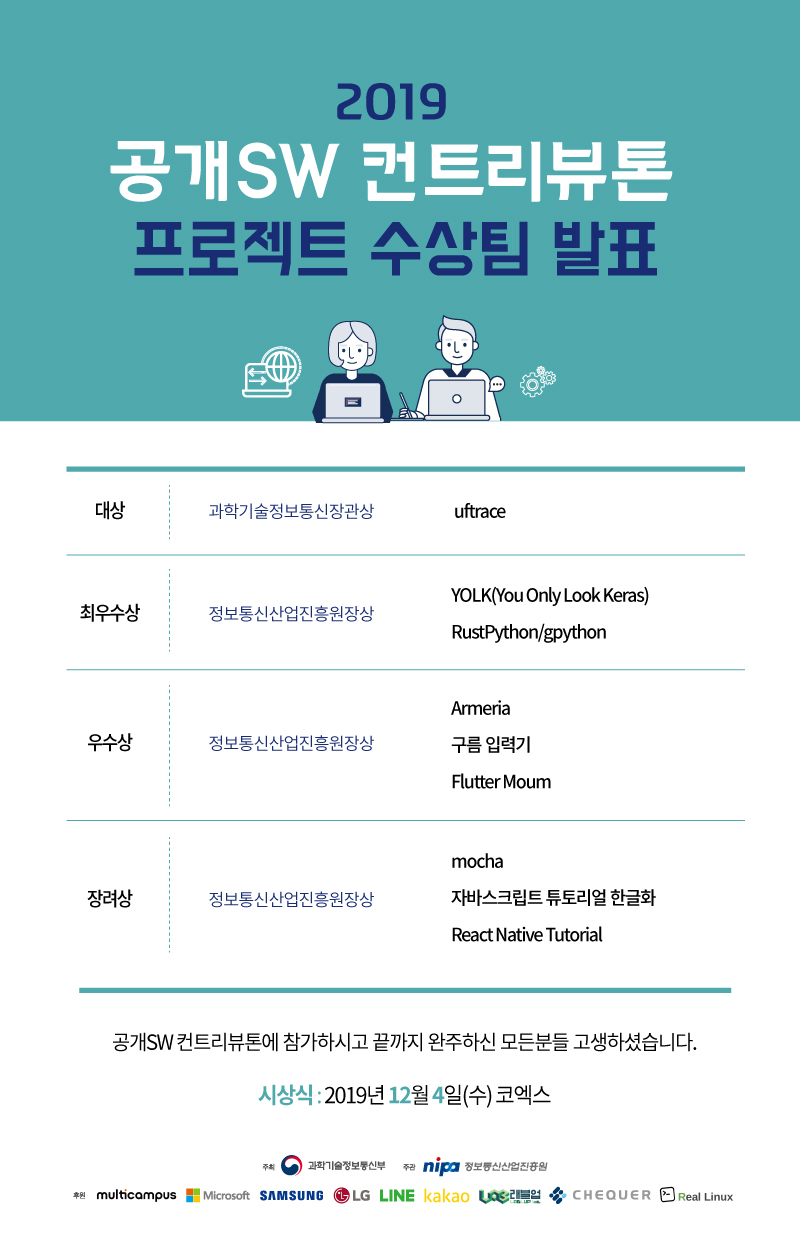 2019
공개SW 컨트리뷰톤
프로젝트 수상팀 발표
대상
과학기술정보통신장관상
uftrace
최우수상
정보통신산업진흥원장상
YOLK(You Only Look Keras)
RustPython/gpython
우수상
정보통신산업진흥원장상
Armeria
구름 입력기
Flutter Moum
장려상
정보통신산업진흥원장상
mocha
자바스크립트 튜토리얼 한글화
React Native Tutorial
공개SW 컨트리뷰톤에 참가하시고 끝까지 완주하신 모든분들 고생하셨습니다.
시상식 : 2019년 12월 4일(수) 코엑스
주최 과학기술정보통신부 주관 nipa 정보통신산업진흥원
후원 multicampus Microsoft SAMSUNG LG LINE kakao 래블업 CHEQUER Real Linux